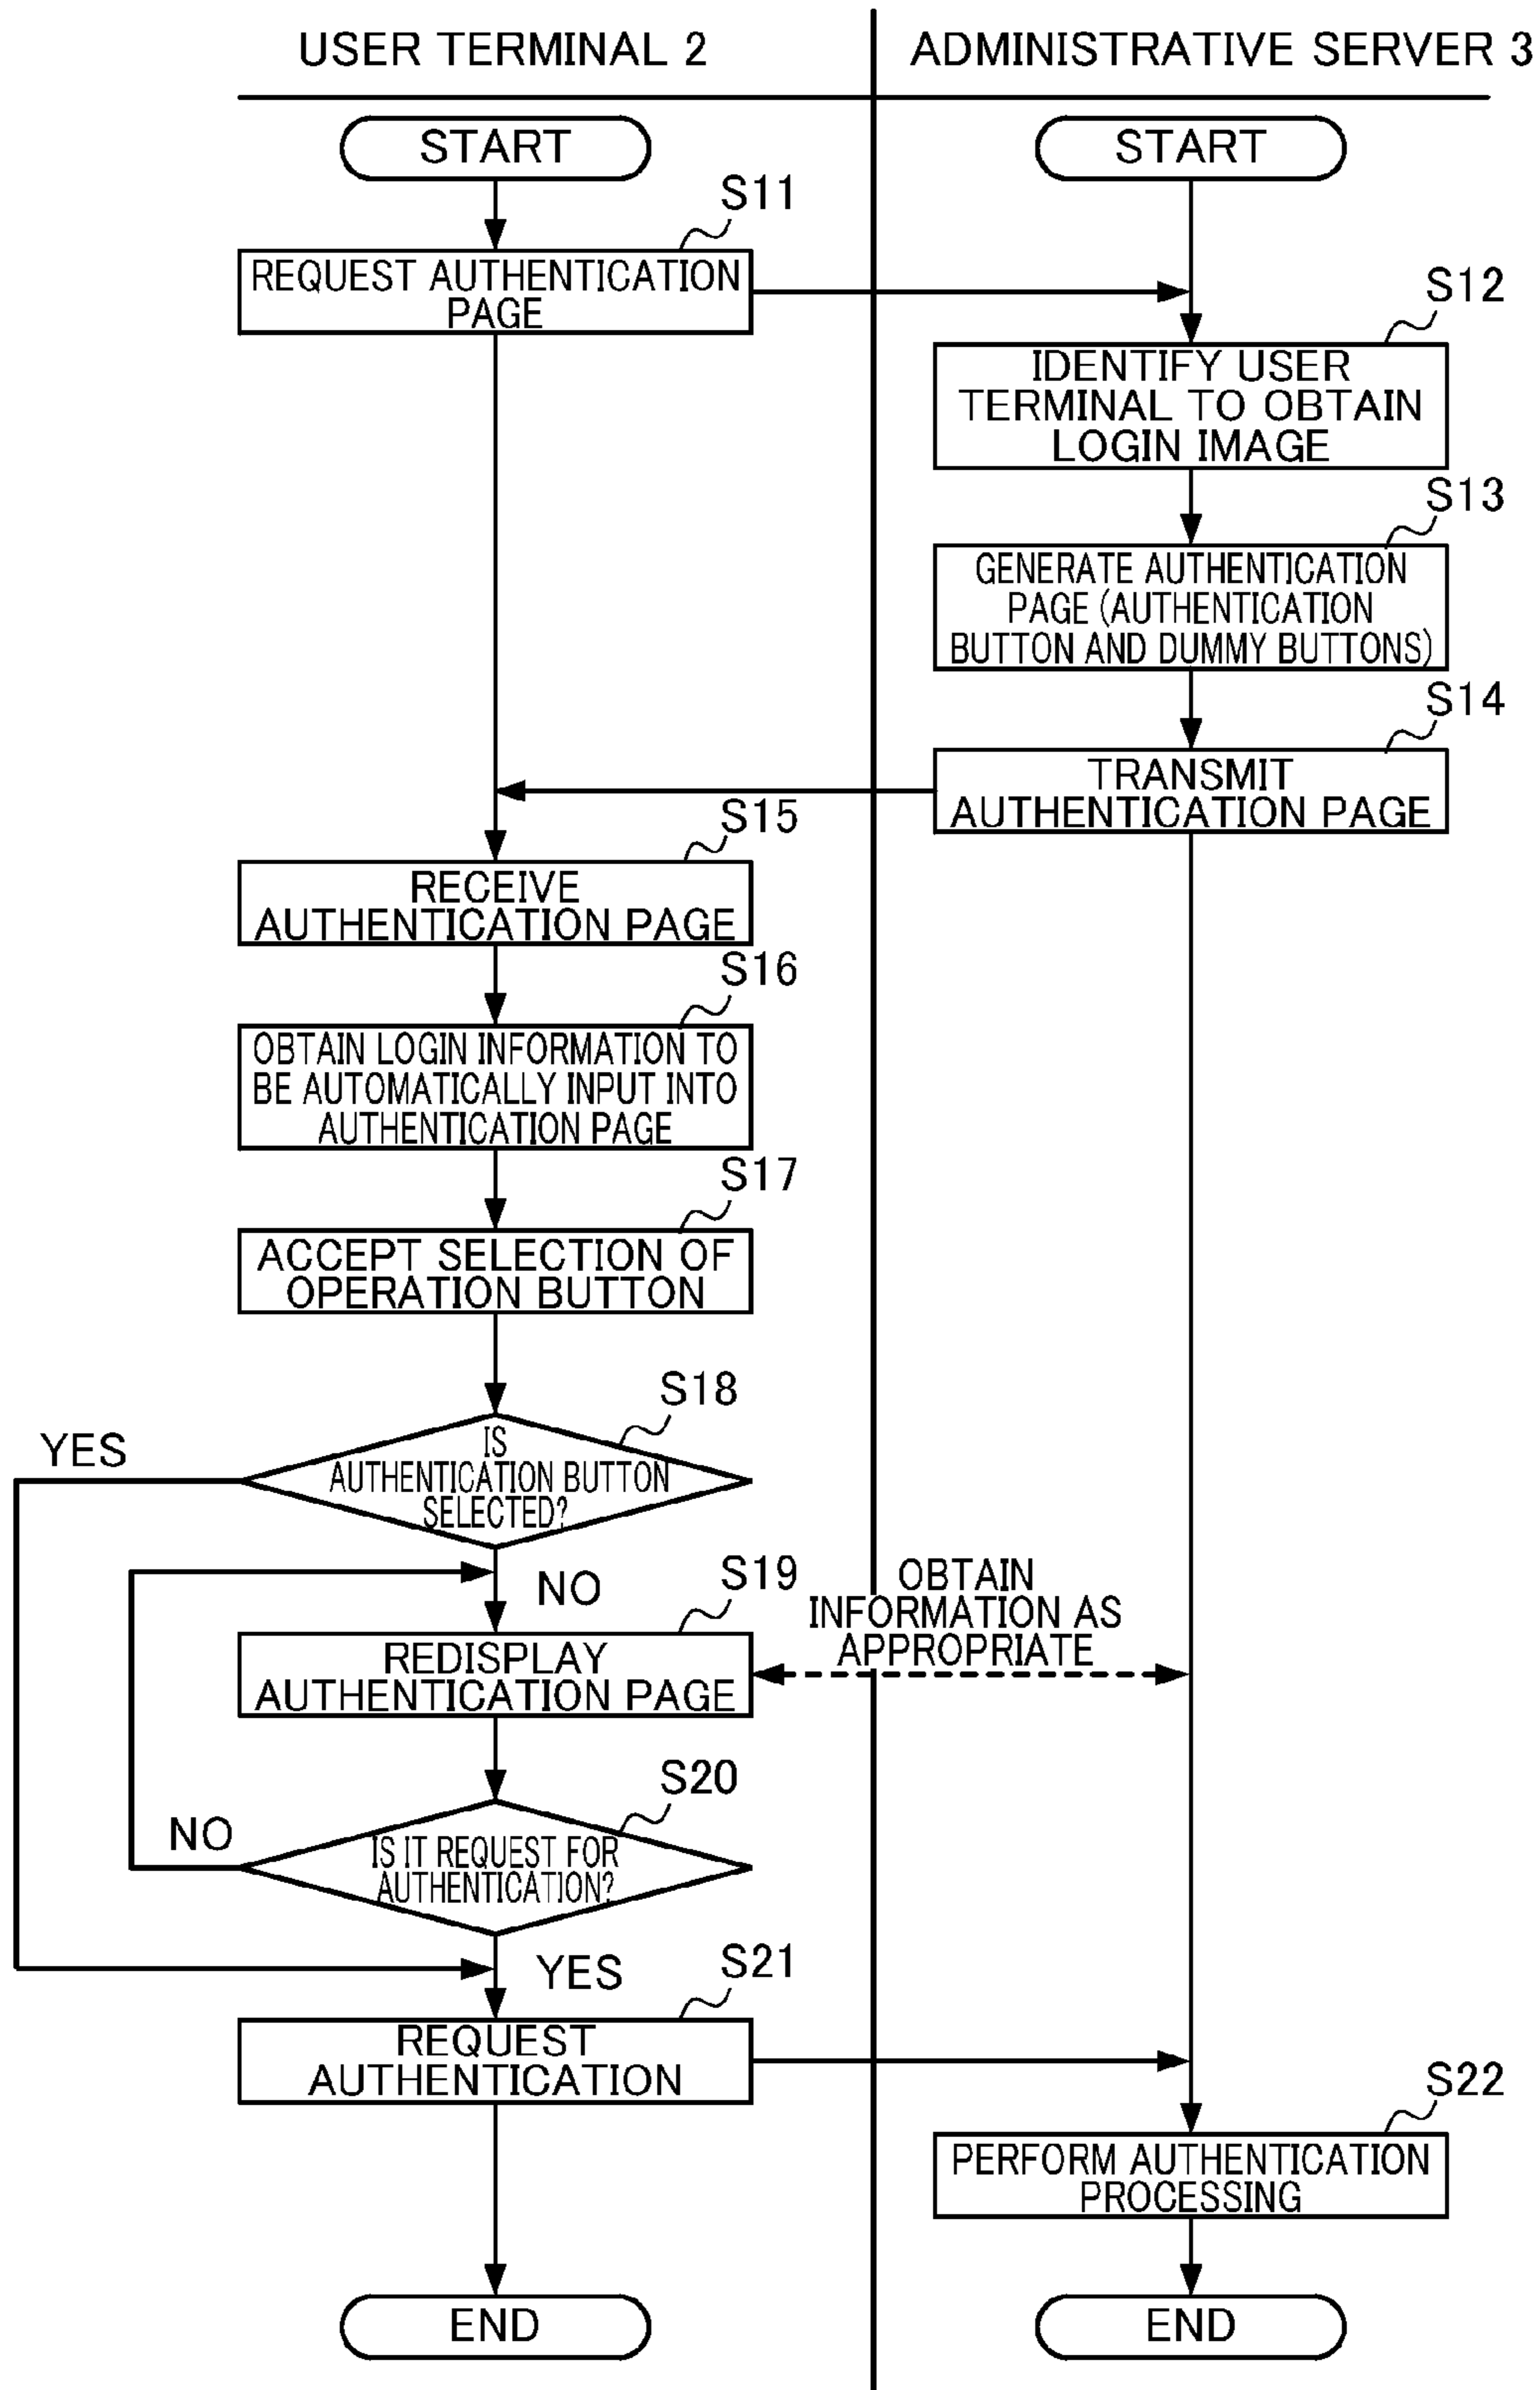 USER TERMINAL 2
ADMINISTRATIVE SERVER 3
START
START
S11
REQUEST AUTHENTICATION
PAGE
S12
IDENTIFY USER
TERMINAL TO OBTAIN
LOGIN IMAGE
S13
GENERATE AUTHENTICATION
PAGE (AUTHENTICATION
BUTTON AND DUMMY BUTTONS)
S14
TRANSMIT
AUTHENTICATION PAGE
S15
RECEIVE
AUTHENTICATION PAGE
S16
OBTAIN LOGIN INFORMATION TO
BE AUTOMATICALLY INPUT INTO
AUTHENTICATION PAGE
S17
ACCEPT SELECTION OF
OPERATION BUTTON
S18
YES
IS
AUTHENTICATION BUTTON
SELECTED?
NO
S19
REDISPLAY
AUTHENTICATION PAGE
OBTAIN
INFORMATION AS
APPROPRIATE
S20
NO
IS IT REQUEST FOR
AUTHENTICATION?
YES
S21
REQUEST
AUTHENTICATION
S22
PERFORM AUTHENTICATION
PROCESSING
END
END